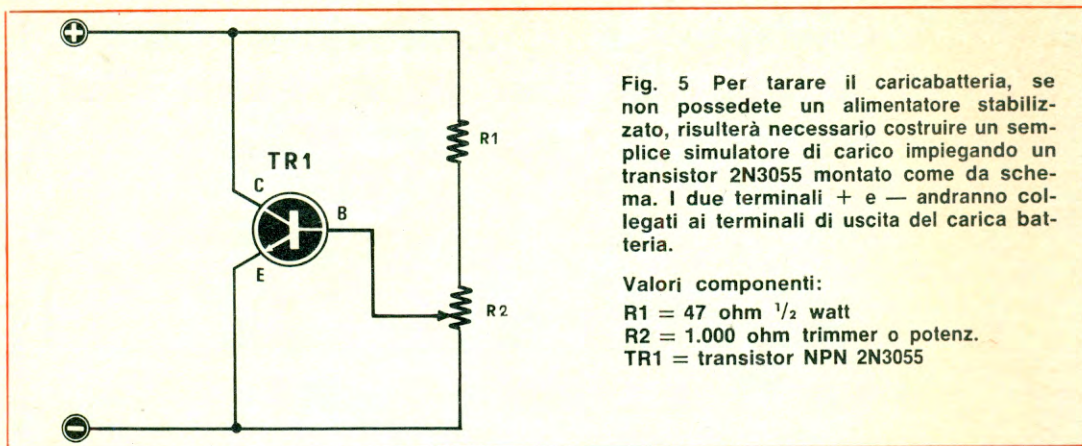 +
R1
TR1
C
B
E
R2
−
Fig. 5 Per tarare il caricabatteria, se
non possedete un alimentatore stabiliz-
zato, risulterà necessario costruire un sem-
plice simulatore di carico impiegando un
transistor 2N3055 montato come da sche-
ma. I due terminali + e — andranno col-
legati ai terminali di uscita del carica bat-
teria.
Valori componenti:
R1 = 47 ohm ½ watt
R2 = 1.000 ohm trimmer o potenz.
TR1 = transistor NPN 2N3055